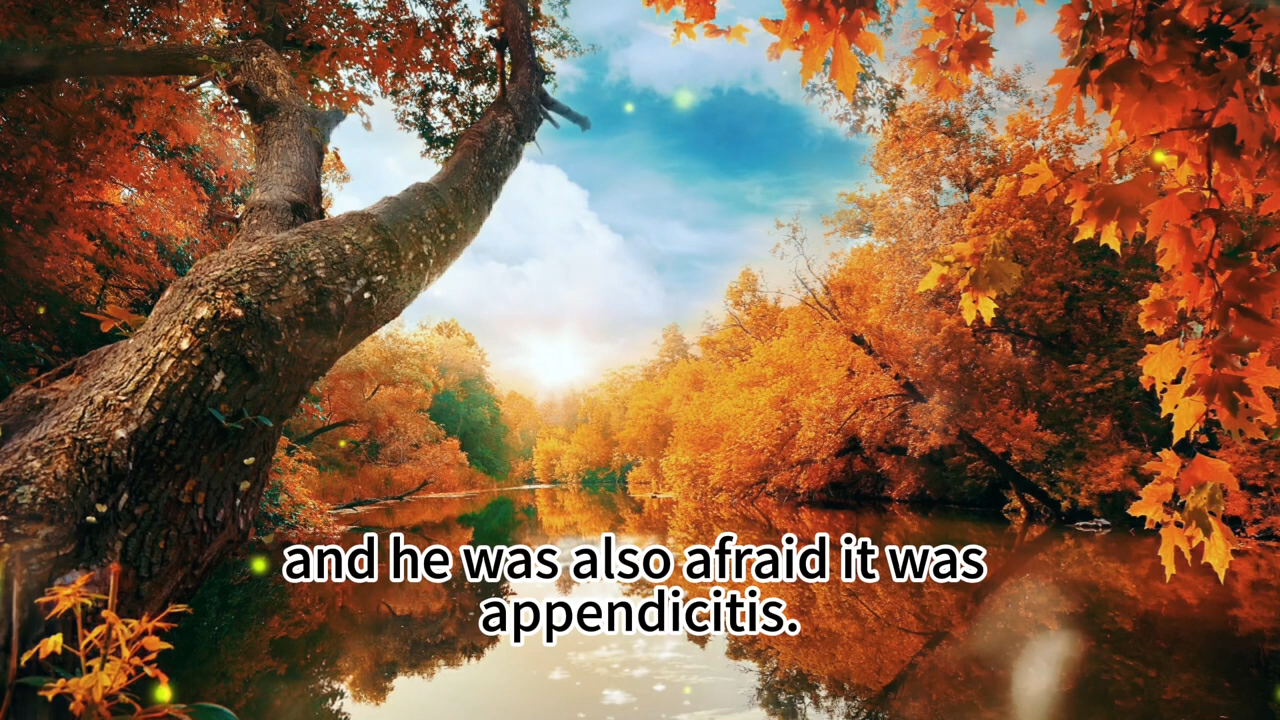 and he was also afraid it was
appendicitis.